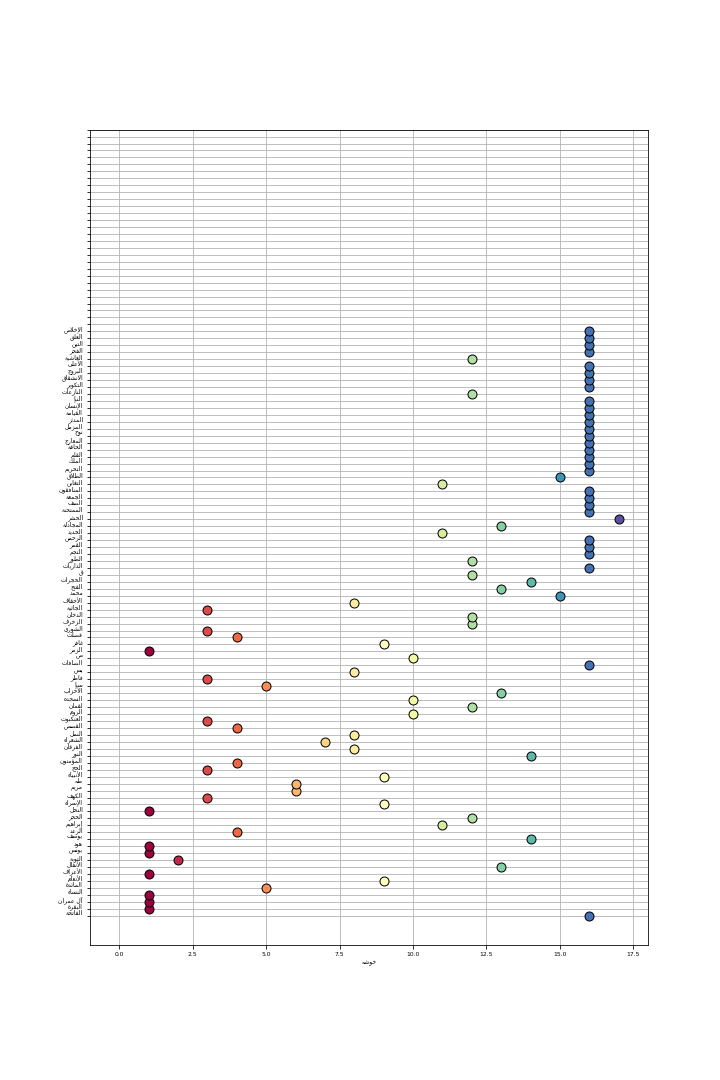 الإخلاص
العلق
التين
الفجر
الغاشية
الأعلى
البروج
الانشقاق
التكوير
النازعات
النبأ
الإنسان
القيامة
المدثر
المزمل
نوح
المعارج
الحاقة
القلم
الملك
التحريم
الطلاق
التغابن
المنافقون
الجمعة
الصف
الممتحنة
الحشر
المجادلة
الحديد
الرحمن
القمر
النجم
الطور
الذاريات
ق
الحجرات
الفتح
محمد
الأحقاف
الجاثية
الدخان
الزخرف
الشورى
فصلت
غافر
الزمر
ص
الصافات
يس
فاطر
سبأ
الأحزاب
السجدة
لقمان
الروم
العنكبوت
القصص
النمل
الشعراء
الفرقان
النور
المؤمنون
الحج
الأنبياء
طه
مريم
الكهف
الإسراء
النحل
الحجر
إبراهيم
الرعد
يوسف
هود
يونس
التوبة
الأنفال
الأعراف
الأنعام
المائدة
النساء
آل عمران
البقرة
الفاتحة
0.0 2.5 5.0 7.5 10.0 12.5 15.0 17.5
خوشه